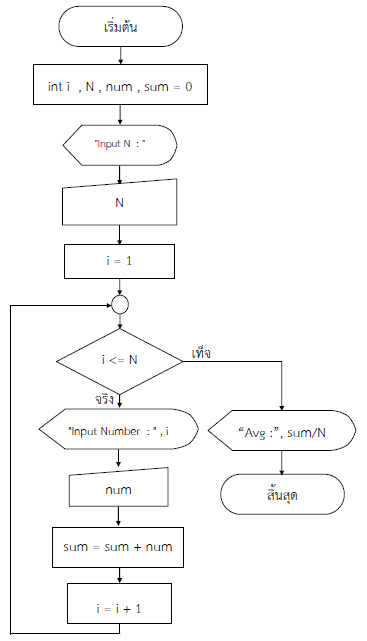 เริ่มต้น
int i , N , num , sum = 0
"Input N : "
N
i = 1
i <= N
เท็จ
จริง
"Input Number : " , i
“Avg :”, sum/N
num
สิ้นสุด
sum = sum + num
i = i + 1